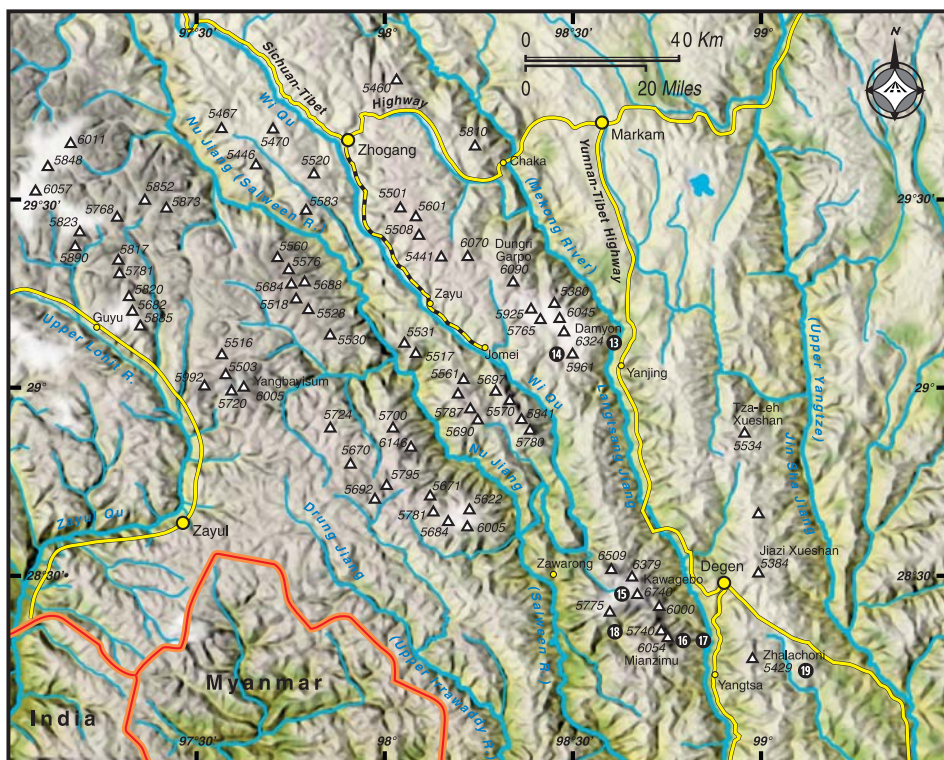 97°30'
98°
98°30'
99°
0 40 Km
0 20 Miles
N
Sichuan-Tibet
Highway
5460
Wi Qu
5467
5470
5446
5520
Zhogang
5810
Chaka
Markam
Yunnan-Tibet Highway
(Mekong River)
Nu Jiang (Salween R.)
6011
5848
6057
29°30'
5852
5873
5768
5823
5890
5817
5781
5820
5682
5885
Guyu
Upper Lohit R.
5583
5501
5601
5508
5441
6070
Dungri
Garpo
6090
29°30'
5560
5576
5684
5688
5518
5528
5530
Zayu
5380
5925
6045
5765
Damyon
6324
13
14
5961
Yanjing
5531
5517
Jomei
5516
5503
5992
Yangbayisum
6005
5720
29°
5561
5697
5570
5787
5841
5690
5780
Wi Qu
Langtsang Jiang
(Upper Yangtze)
29°
Tza-Leh
Xueshan
5534
Jin Sha Jiang
5724
5700
6146
5670
5795
5692
5671
5781
5684
5622
6005
Nu Jiang
Zayul Qu
Zayul
Drung Jiang
28°30'
Zawarong
6509
6379
Kawagebo
15
6740
6000
5775
18
5740
16
17
6054
Mianzimu
Degen
Jiazi Xueshan
5384
28°30'
(Salween R.)
(Upper Irrawaddy R.)
Zhalachoni
5429
19
Yangtsa
Myanmar
India
97°30'
98°
98°30'
99°